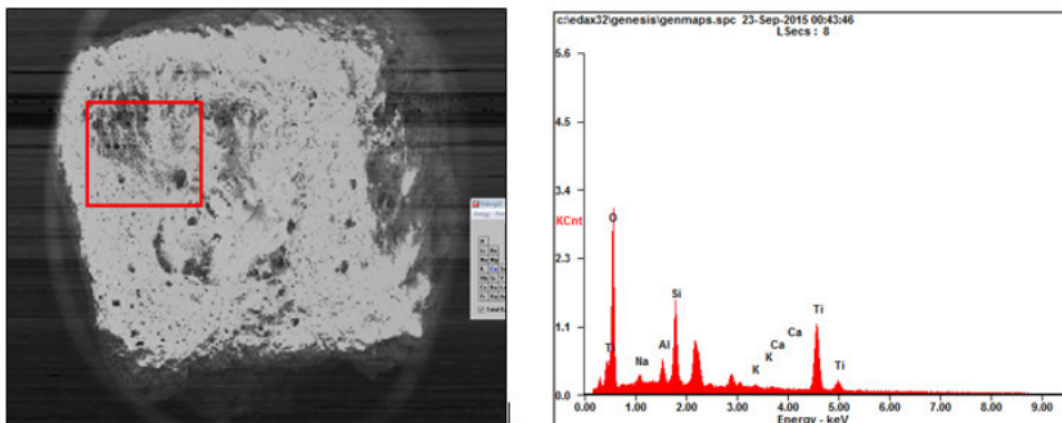 c:\edax32\genesis\genmaps.spc 23-Sep-2015 00:43:46
LSecs : 8
5.6
4.5
3.4
KCnt
2.3
1.1
0.0
O
Na
Al
Si
K
K
Ca
Ca
Ti
Ti
0.00 1.00 2.00 3.00 4.00 5.00 6.00 7.00 8.00 9.00
Energy - keV